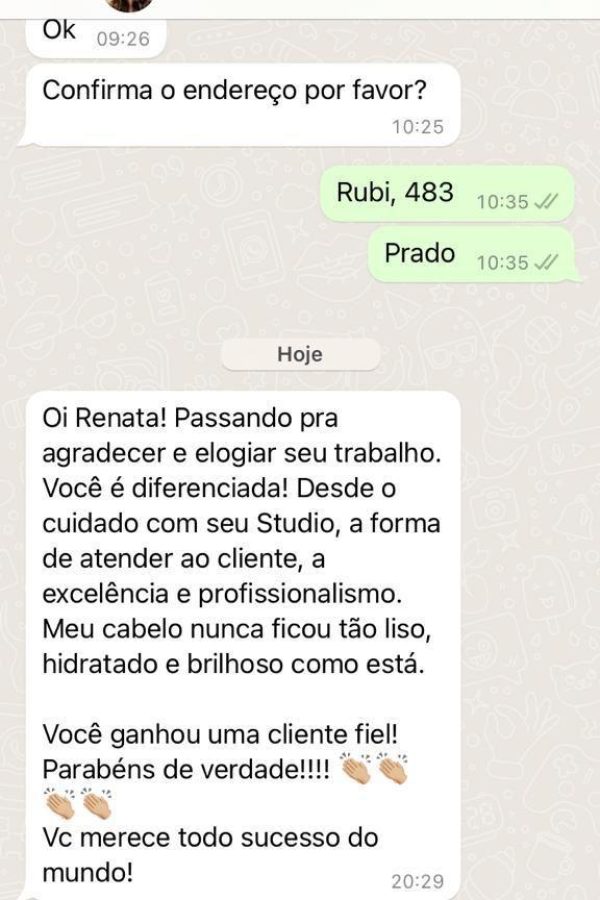 Ok 09:26
Confirma o endereço por favor?
10:25
Rubi, 483 10:35
Prado 10:35
Hoje
Oi Renata! Passando pra
agradecer e elogiar seu trabalho.
Você é diferenciada! Desde o
cuidado com seu Studio, a forma
de atender ao cliente, a
excelência e profissionalismo.
Meu cabelo nunca ficou tão liso,
hidratado e brilhoso como está.
Você ganhou uma cliente fiel!
Parabéns de verdade!!!! 👏🏼👏🏼
👏🏼👏🏼
Vc merece todo sucesso do
mundo! 20:29